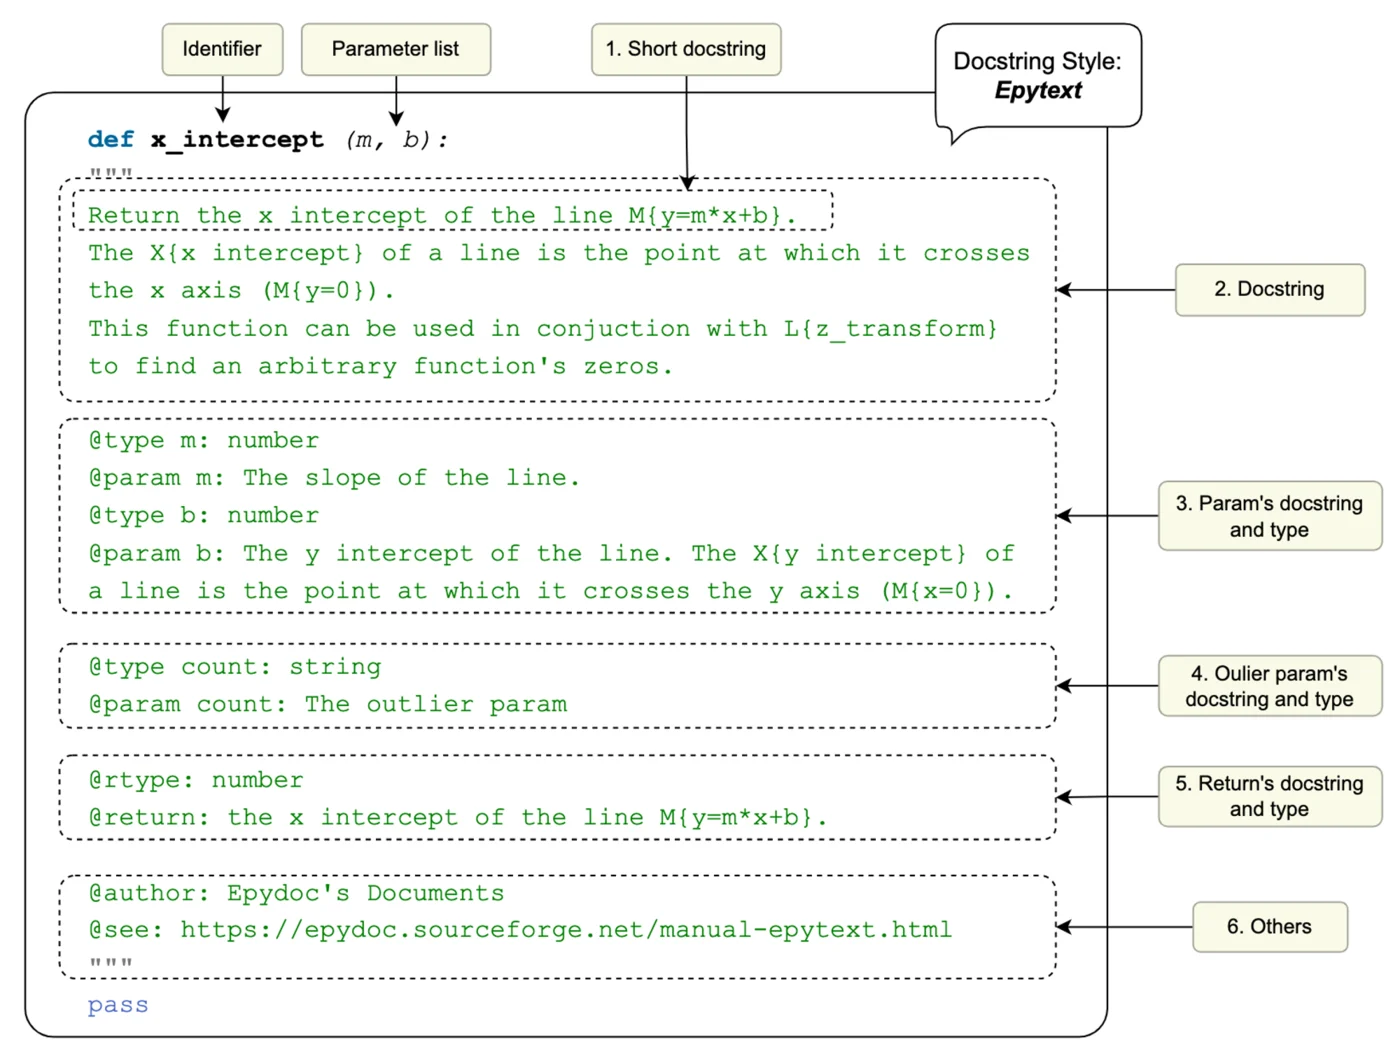 Identifier
Parameter list
1. Short docstring
Docstring Style:
Epytext
def x_intercept (m, b):
"""
Return the x intercept of the line M{y=m*x+b}.
The X{x intercept} of a line is the point at which it crosses
the x axis (M{y=0}).
This function can be used in conjuction with L{z_transform}
to find an arbitrary function's zeros.
2. Docstring
@type m: number
@param m: The slope of the line.
@type b: number
@param b: The y intercept of the line. The X{y intercept} of
a line is the point at which it crosses the y axis (M{x=0}).
3. Param's docstring
and type
@type count: string
@param count: The outlier param
4. Oulier param's
docstring and type
@rtype: number
@return: the x intercept of the line M{y=m*x+b}.
5. Return's docstring
and type
@author: Epydoc's Documents
@see: https://epydoc.sourceforge.net/manual-epytext.html
"""
6. Others
pass